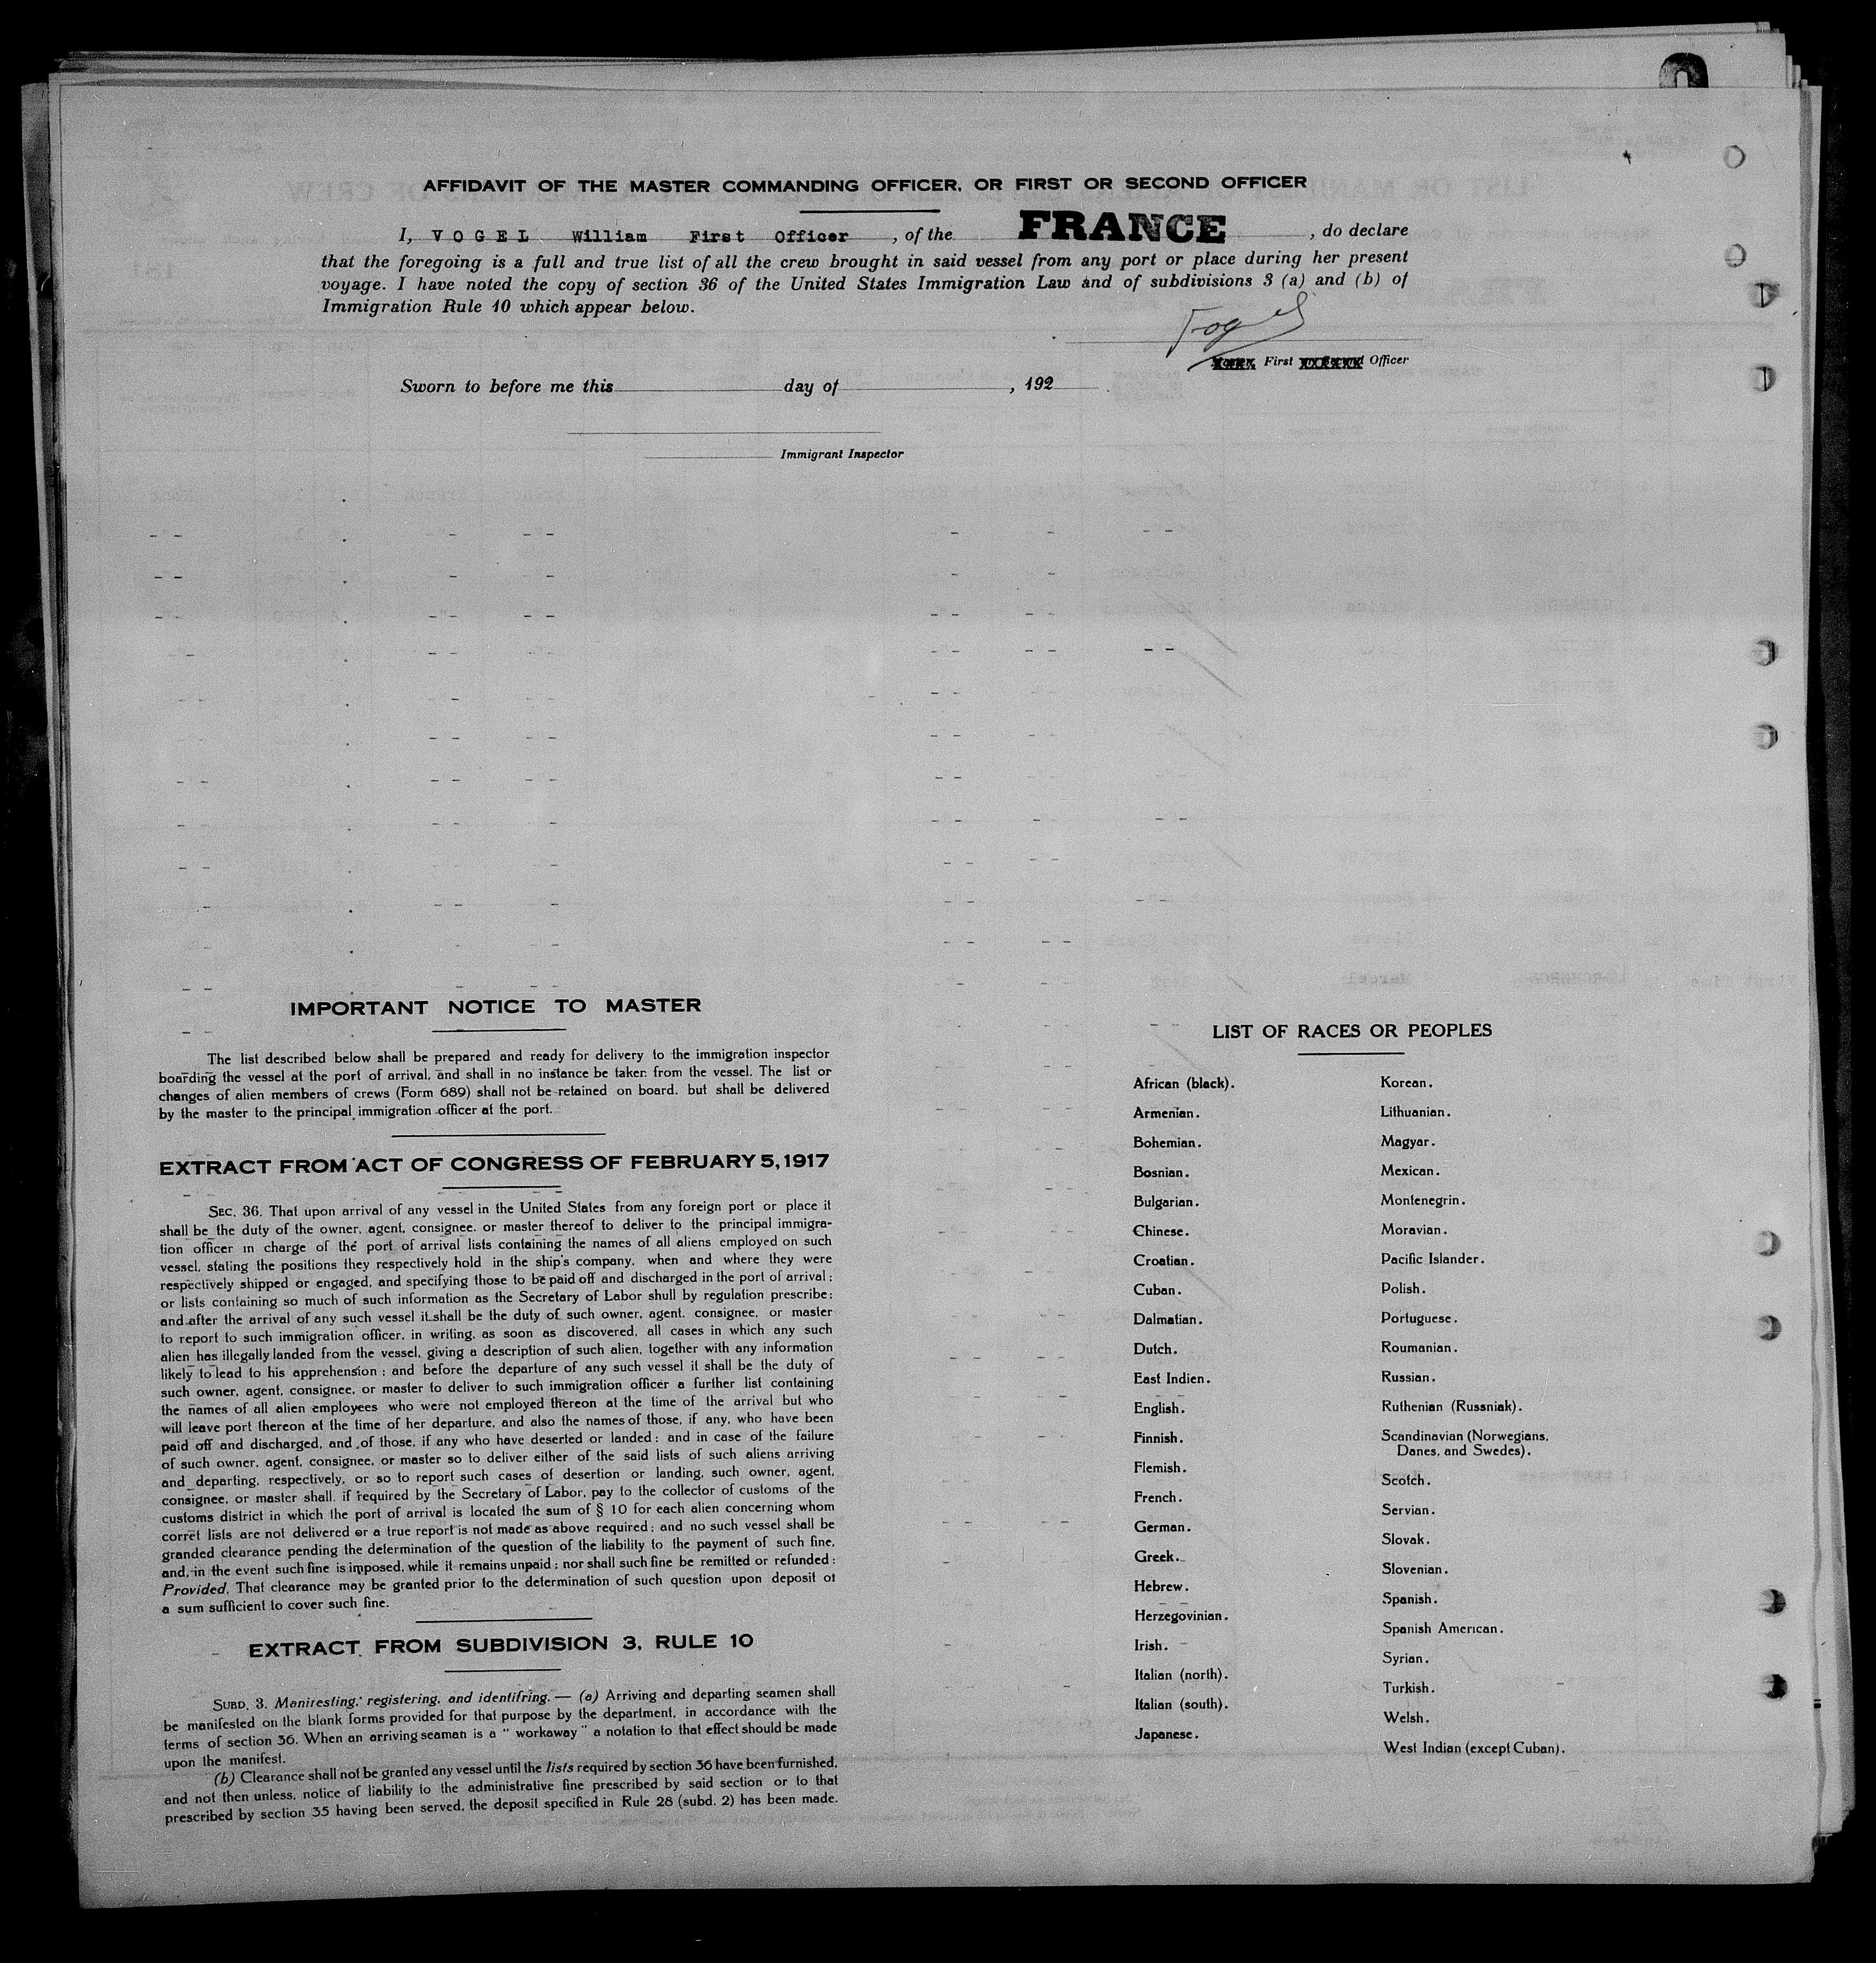 AFFIDAVIT OF THE MASTER COMMANDING OFFICER, OR FIRST OR SECOND OFFICER
I, VOGEL William First Officer , of the FRANCE , do declare
that the foregoing is a full and true list of all the crew brought in said vessel from any port or place during her present
voyage. I have noted the copy of section 36 of the United States Immigration Law and of subdivisions 3 (a) and (b) of
Immigration Rule 10 which appear below.
Vogel
First Officer
Sworn to before me this day of , 192
Immigrant Inspector
IMPORTANT NOTICE TO MASTER
The list described below shall be prepared and ready for delivery to the immigration inspector
boarding the vessel at the port of arrival, and shall in no instance be taken from the vessel. The list or
changes of alien members of crews (Form 689) shall not be retained on board. but shall be delivered
by the master to the principal immigration officer at the port.
EXTRACT FROM ACT OF CONGRESS OF FEBRUARY 5, 1917
SEC. 36. That upon arrival of any vessel in the United States from any foreign port or place it
shall be the duty of the owner, agent, consignee, or master thereof to deliver to the principal immigra-
tion officer in charge of the port of arrival lists containing the names of all aliens employed on such
vessel, stating the positions they respectively hold in the ship's company, when and where they were
respectively shipped or engaged, and specifying those to be paid off and discharged in the port of arrival;
or lists containing so much of such information as the Secretary of Labor shull by regulation prescribe;
and after the arrival of any such vessel it shall be the duty of such owner, agent, consignee, or master
to report to such immigration officer, in writing, as soon as discovered, all cases in which any such
alien has illegally landed from the vessel, giving a description of such alien, together with any information
likely to lead to his apprehension ; and before the departure of any such vessel it shall be the duty of
such owner, agent, consignee, or master to deliver to such immigration officer a further list containing
the names of all alien employees who were not employed thereon at the time of the arrival but who
will leave port thereon at the time of her departure, and also the names of those, if any, who have been
paid off and discharged, and of those, if any who have deserted or landed ; and in case of the failure
of such owner, agent, consignee, or master so to deliver either of the said lists of such aliens arriving
and departing, respectively, or so to report such cases of desertion or landing, such owner, agent,
consignee, or master shall, if required by the Secretary of Labor, pay to the collector of customs of the
customs district in which the port of arrival is located the sum of § 10 for each alien concerning whom
corret lists are not delivered or a true report is not made as above required ; and no such vessel shall be
granded clearance pending the determination of the question of the liability to the payment of such fine,
and, in the event such fine is imposed, while it remains unpaid ; nor shall such fine be remitted or refunded :
Provided, That clearance may be granted prior to the determination of such question upon deposit of
a sum sufficient to cover such fine.
EXTRACT FROM SUBDIVISION 3, RULE 10
SUBD. 3. Manifesting, registering, and identifring. — (a) Arriving and departing seamen shall
be manifested on the blank forms provided for that purpose by the department, in accordance with the
terms of section 36. When an arriving seaman is a " workaway " a notation to that effect should be made
upon the manifest.
(b) Clearance shall not be granted any vessel until the lists required by section 36 have been furnished,
and not then unless, notice of liability to the administrative fine prescribed by said section or to that
prescribed by section 35 having been served, the deposit specified in Rule 28 (subd. 2) has been made.
LIST OF RACES OR PEOPLES
African (black).
Armenian.
Bohemian.
Bosnian.
Bulgarian.
Chinese.
Croatian.
Cuban.
Dalmatian.
Dutch.
East Indien.
English.
Finnish.
Flemish.
French.
German.
Greek.
Hebrew.
Herzegovinian.
Irish.
Italian (north).
Italian (south).
Japanese.
Korean.
Lithuanian.
Magyar.
Mexican.
Montenegrin.
Moravian.
Pacific Islander.
Polish.
Portuguese.
Roumanian.
Russian.
Ruthenian (Russniak).
Scandinavian (Norwegians,
Danes, and Swedes).
Scotch.
Servian.
Slovak.
Slovenian.
Spanish.
Spanish American.
Syrian.
Turkish.
Welsh.
West Indian (except Cuban).